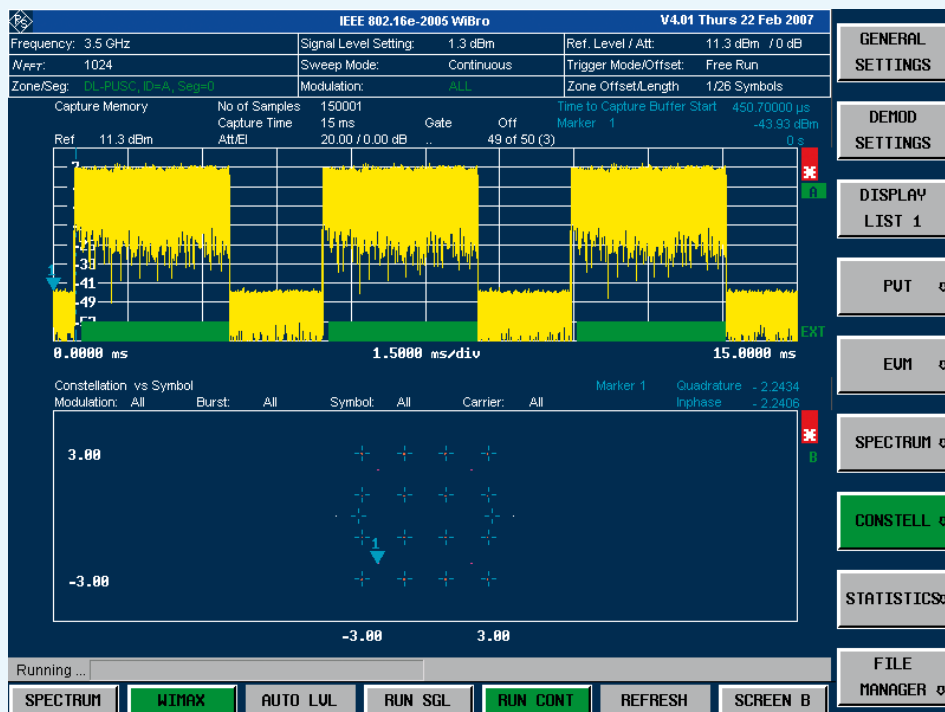 R&S IEEE 802.16e-2005 WiBro V4.01 Thurs 22 Feb 2007
Frequency: 3.5 GHz Signal Level Setting: 1.3 dBm Ref. Level / Att: 11.3 dBm / 0 dB
NFFT: 1024 Sweep Mode: Continuous Trigger Mode/Offset: Free Run
Zone/Seg: DL-PUSC, ID=A, Seg=0 Modulation: ALL Zone Offset/Length 1/26 Symbols
Capture Memory No of Samples 150001 Time to Capture Buffer Start 450.70000 µs
Capture Time 15 ms Gate Off Marker 1 -43.93 dBm
Ref 11.3 dBm Att/El 20.00 / 0.00 dB .. 49 of 50 (3) 0 s
A
-33
1
-41
-49
EXT
0.0000 ms 1.5000 ms/div 15.0000 ms
Constellation vs Symbol Marker 1 Quadrature - 2.2434
Modulation: All Burst: All Symbol: All Carrier: All Inphase - 2.2406
B
3.00
1
-3.00
-3.00 3.00
Running ...
SPECTRUM WIMAX AUTO LVL RUN SGL RUN CONT REFRESH SCREEN B
GENERAL
SETTINGS
DEMOD
SETTINGS
DISPLAY
LIST 1
PVT
EVM
SPECTRUM
CONSTELL
STATISTICS
FILE
MANAGER